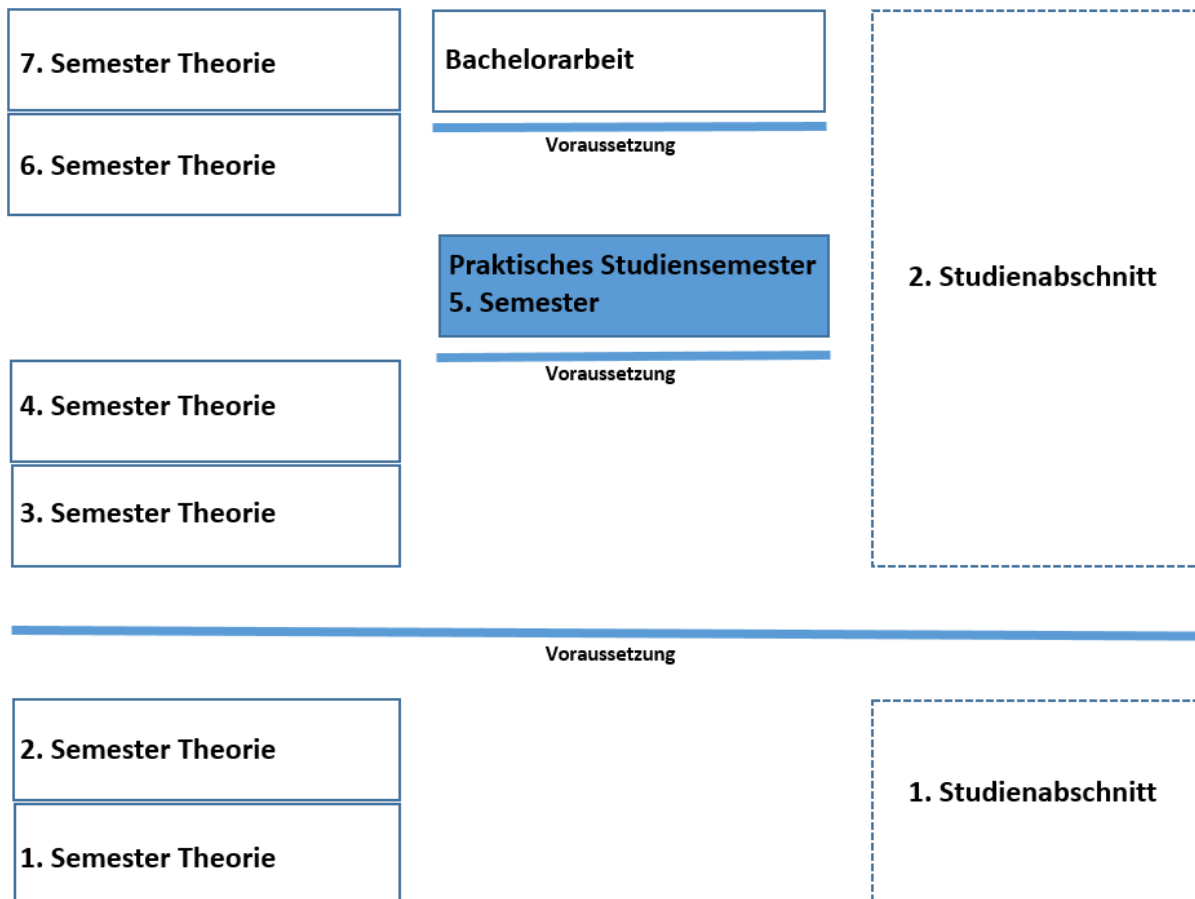 7. Semester Theorie
Bachelorarbeit
Voraussetzung
6. Semester Theorie
Praktisches Studiensemester
5. Semester
2. Studienabschnitt
Voraussetzung
4. Semester Theorie
3. Semester Theorie
Voraussetzung
2. Semester Theorie
1. Studienabschnitt
1. Semester Theorie